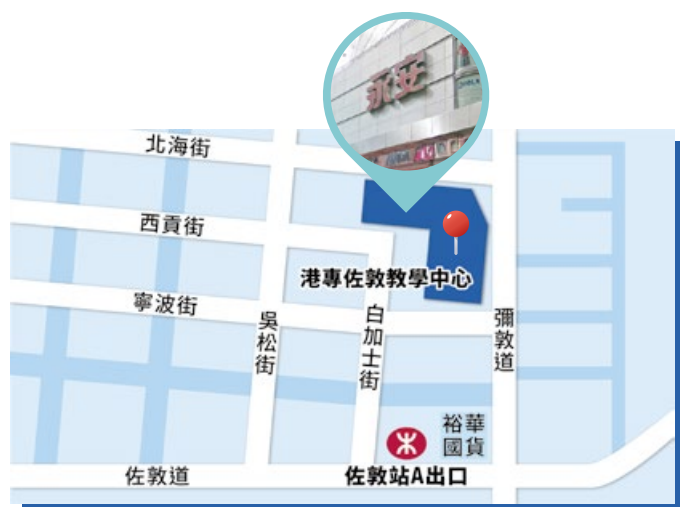 永安
北海街
西貢街
港專佐敦教學中心
寧波街
吳松街
白加士街
彌敦道
裕華
國貨
佐敦道
佐敦站A出口